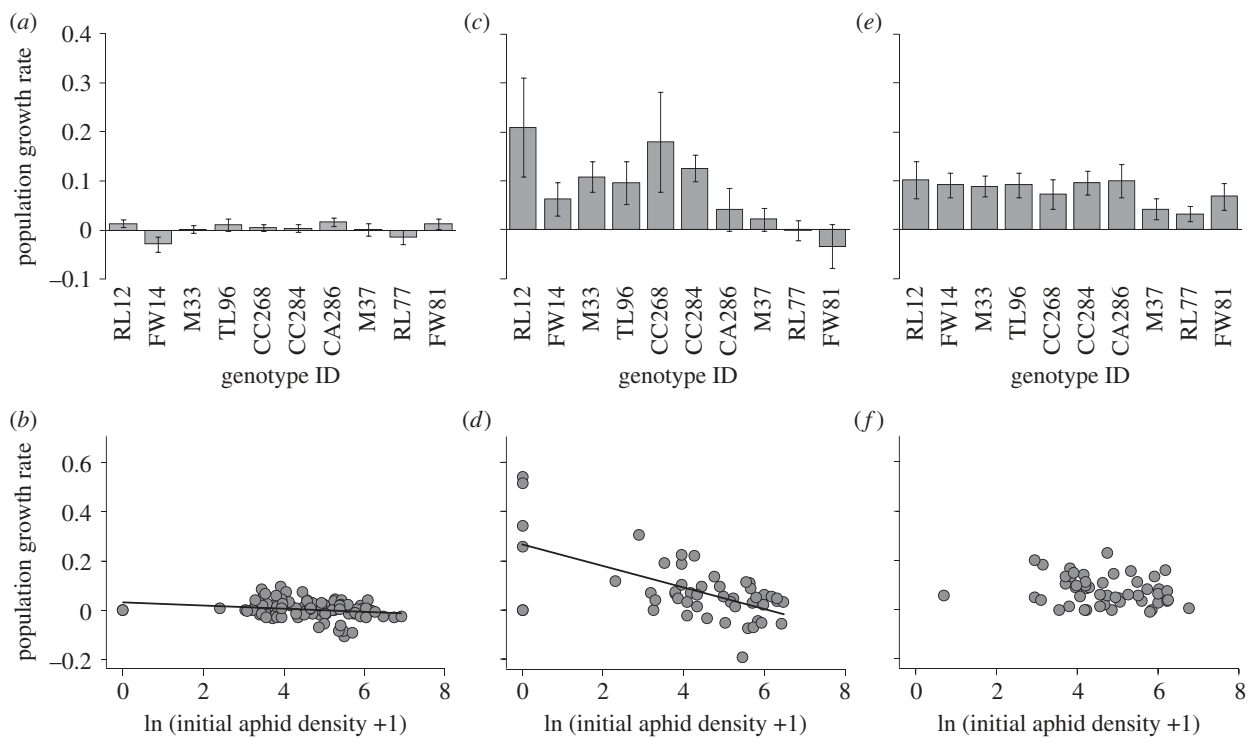 (a)
(c)
(e)
population growth rate
0.4
0.3
0.2
0.1
0
–0.1
RL12
FW14
M33
TL96
CC268
CC284
CA286
M37
RL77
FW81
genotype ID
RL12
FW14
M33
TL96
CC268
CC284
CA286
M37
RL77
FW81
genotype ID
RL12
FW14
M33
TL96
CC268
CC284
CA286
M37
RL77
FW81
genotype ID
(b)
(d)
(f)
population growth rate
0.6
0.4
0.2
0
–0.2
0 2 4 6 8
ln (initial aphid density +1)
0 2 4 6 8
ln (initial aphid density +1)
0 2 4 6 8
ln (initial aphid density +1)